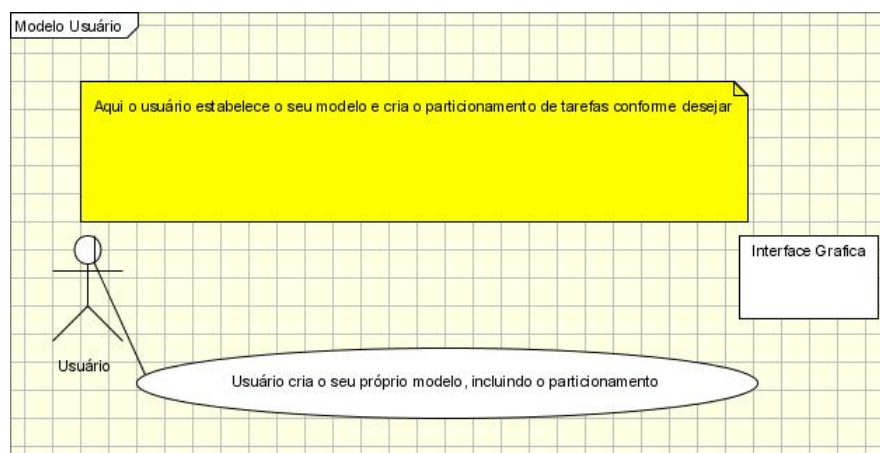 Modelo Usuário
Aqui o usuário estabelece o seu modelo e cria o particionamento de tarefas conforme desejar
Interface Grafica
Usuário
Usuário cria o seu próprio modelo, incluindo o particionamento